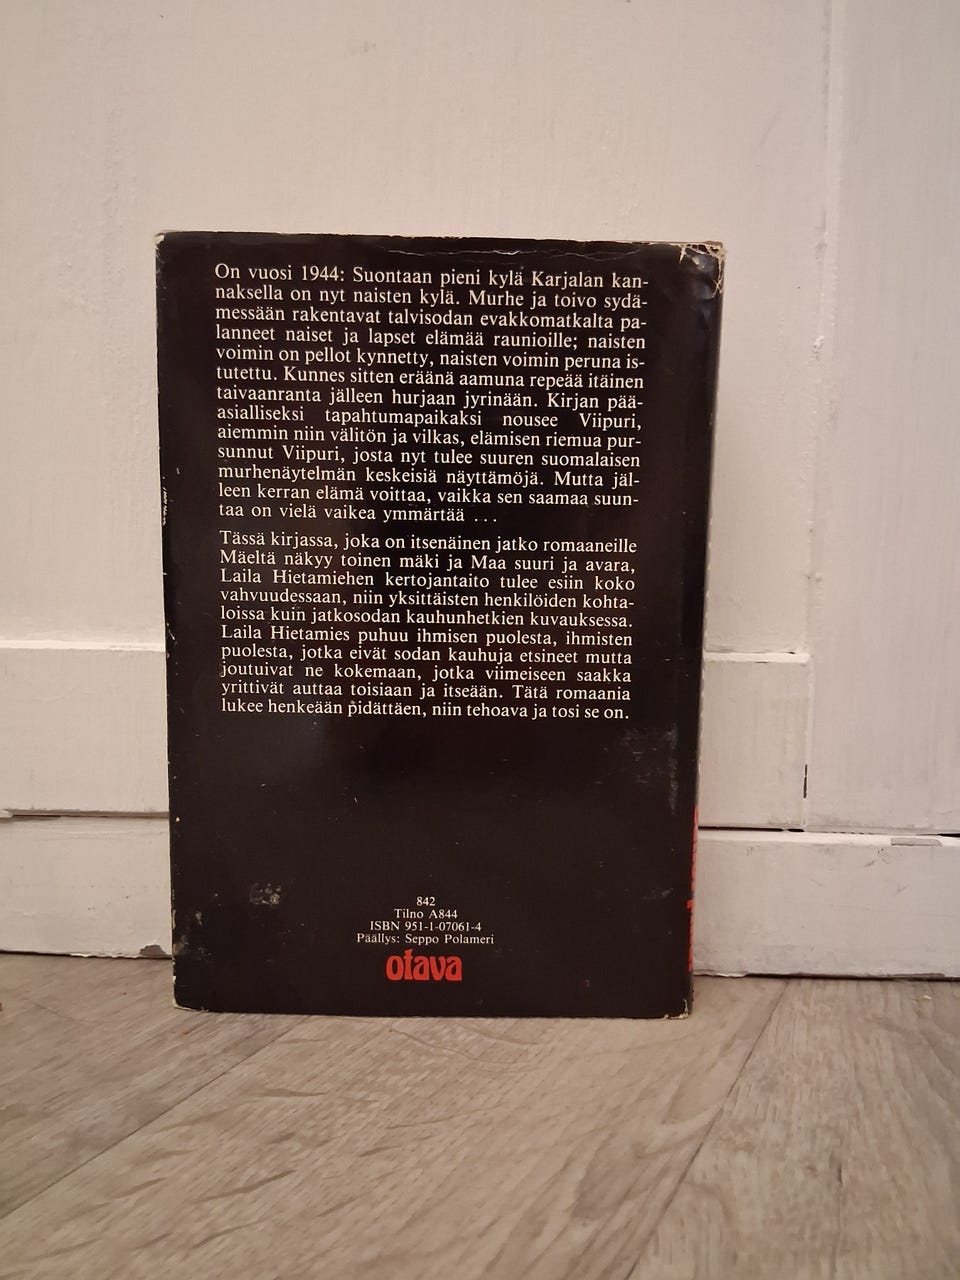 On vuosi 1944: Suontaan pieni kylä Karjalan kan-
naksella on nyt naisten kylä. Murhe ja toivo sydä-
messään rakentavat talvisodan evakkomatkalta pa-
lanneet naiset ja lapset elämää raunioille; naisten
voimin on pellot kynnetty, naisten voimin peruna is-
tutettu. Kunnes sitten eräänä aamuna repeää itäinen
taivaanranta jälleen hurjaan jyrinään. Kirjan pää-
asialliseksi tapahtumapaikaksi nousee Viipuri,
aiemmin niin välitön ja vilkas, elämisen riemua pur-
sunnut Viipuri, josta nyt tulee suuren suomalaisen
murhenäytelmän keskeisiä näyttämöjä. Mutta jäl-
leen kerran elämä voittaa, vaikka sen saamaa suun-
taa on vielä vaikea ymmärtää ...
Tässä kirjassa, joka on itsenäinen jatko romaaneille
Mäeltä näkyy toinen mäki ja Maa suuri ja avara,
Laila Hietamiehen kertojantaito tulee esiin koko
vahvuudessaan, niin yksittäisten henkilöiden kohta-
loissa kuin jatkosodan kauhunhetkien kuvauksessa.
Laila Hietamies puhuu ihmisen puolesta, ihmisten
puolesta, jotka eivät sodan kauhuja etsineet mutta
joutuivat ne kokemaan, jotka viimeiseen saakka
yrittivät auttaa toisiaan ja itseään. Tätä romaania
lukee henkeään pidättäen, niin tehoava ja tosi se on.
842
Tilno A844
ISBN 951-1-07061-4
Päällys: Seppo Polameri
otava